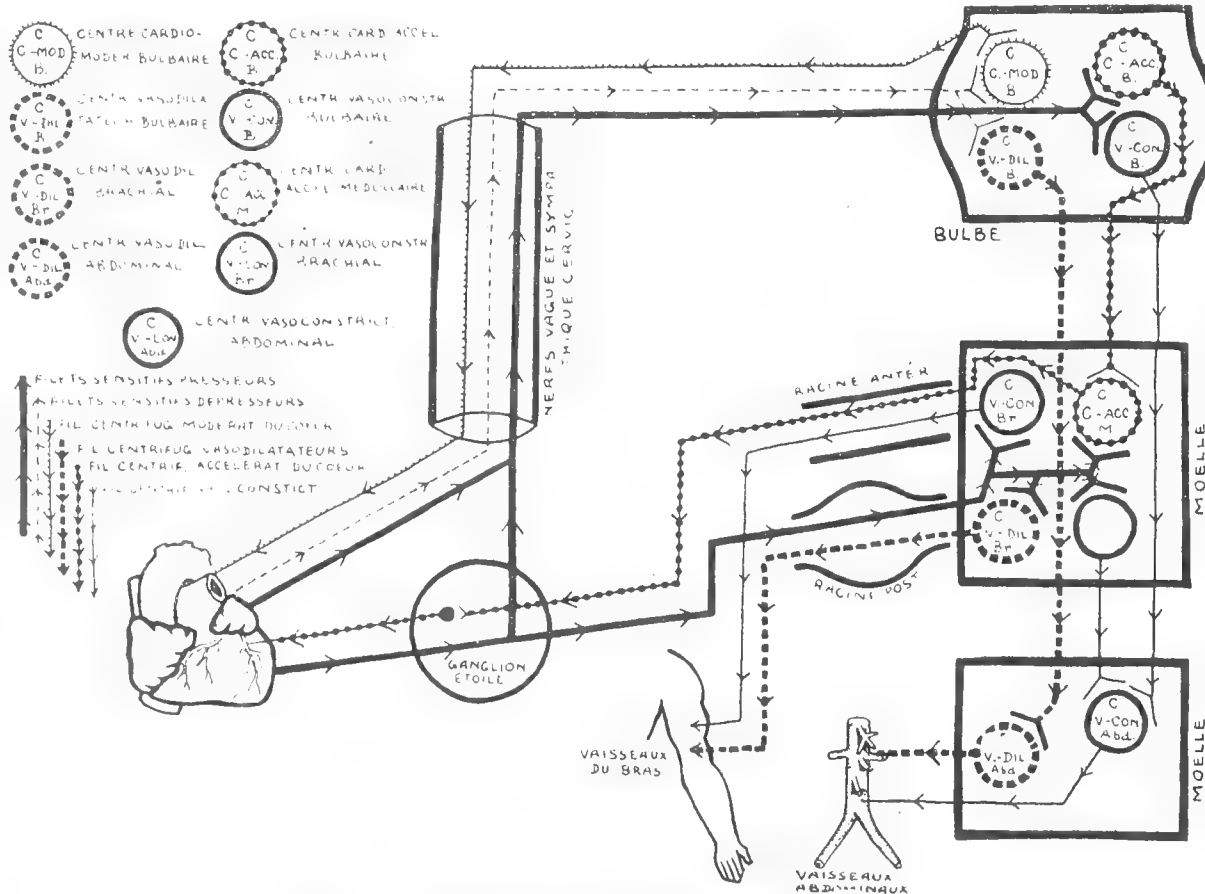 C
C-MOD
B.
CENTRE CARDIO-
MODER BULBAIRE
C
C-ACC.
B.
CENTR CARD ACCEL
BULBAIRE
C
V-DIL
B.
CENTR VASODILA
BULBAIRE
C
V-CON.
B.
CENTR VASOCONSTR
BULBAIRE
C
V-DIL
Br
CENTR VASODIL
BRACHIAL
C
C-ACC
M
CENTR CARD
ACCEL MEDULLAIRE
C
V-DIL
Abd
CENTR VASODIL
ABDOMINAL
C
V-CON
Br
CENTR VASOCONSTR
BRACHIAL
C
V-CON
CENTR VASOCONSTRICT.
ABDOMINAL
FILETS SENSITIFS PRESSEURS
FILETS SENSITIFS DEPRESSEURS
FIL CENTRIFUG MODERAT DU COEUR
FIL CENTRIFUG VASODILATATEURS
FIL CENTRIF. ACCELERAT DU COEUR
NERFS VAGUE ET SYMPA
THIQUE CERVIC
C
C-MOD
B
C
C-ACC.
B.
C
V-DIL
B.
C
V-CON.
B.
BULBE
RACINE ANTÉR
C
V-CON
Br
C
C-ACC
M
C
V-DIL
Br
MOELLE
RACINE POST
GANGLION
ETOILE
VAISSEAUX
DU BRAS
C
V-DIL
Abd
C
V-CON
Abd.
MOELLE
VAISSEAUX
ABDOMINAUX